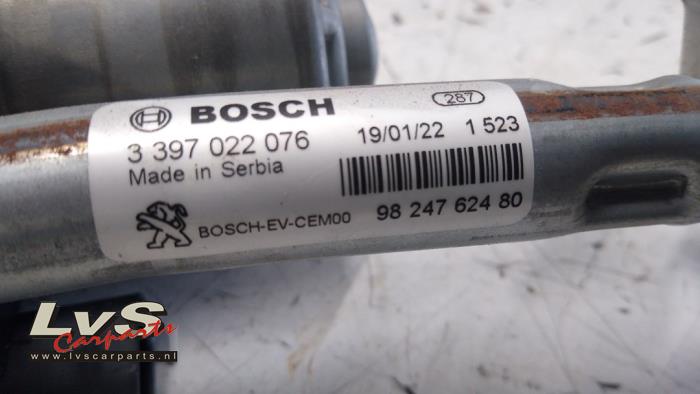 BOSCH
287
3 397 022 076
19/01/22 1 523
Made in Serbia
BOSCH-EV-CEM00
98 247 624 80
LvS
Carparts
www.lvscarparts.nl